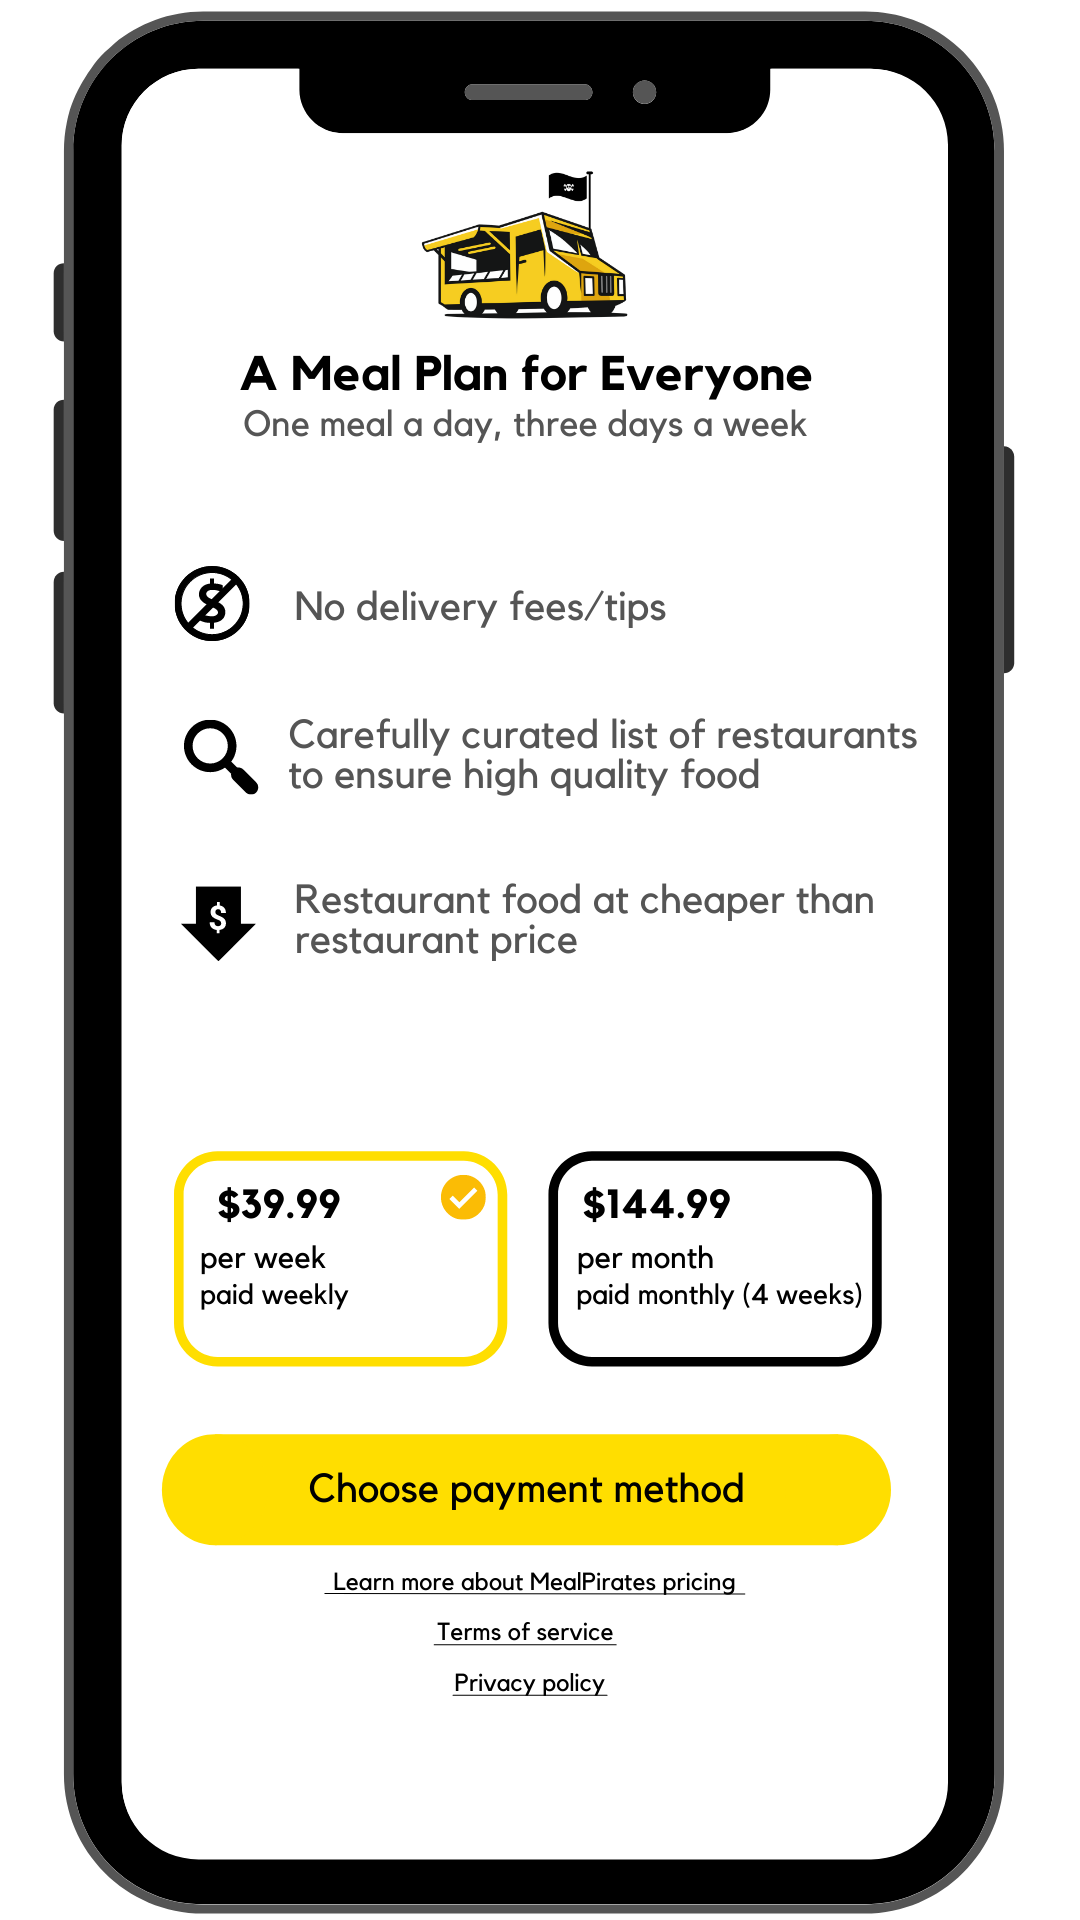 A Meal Plan for Everyone
One meal a day, three days a week
$
No delivery fees/tips
Carefully curated list of restaurants
to ensure high quality food
$
Restaurant food at cheaper than
restaurant price
$39.99
per week
paid weekly
$144.99
per month
paid monthly (4 weeks)
Choose payment method
Learn more about MealPirates pricing
Terms of service
Privacy policy